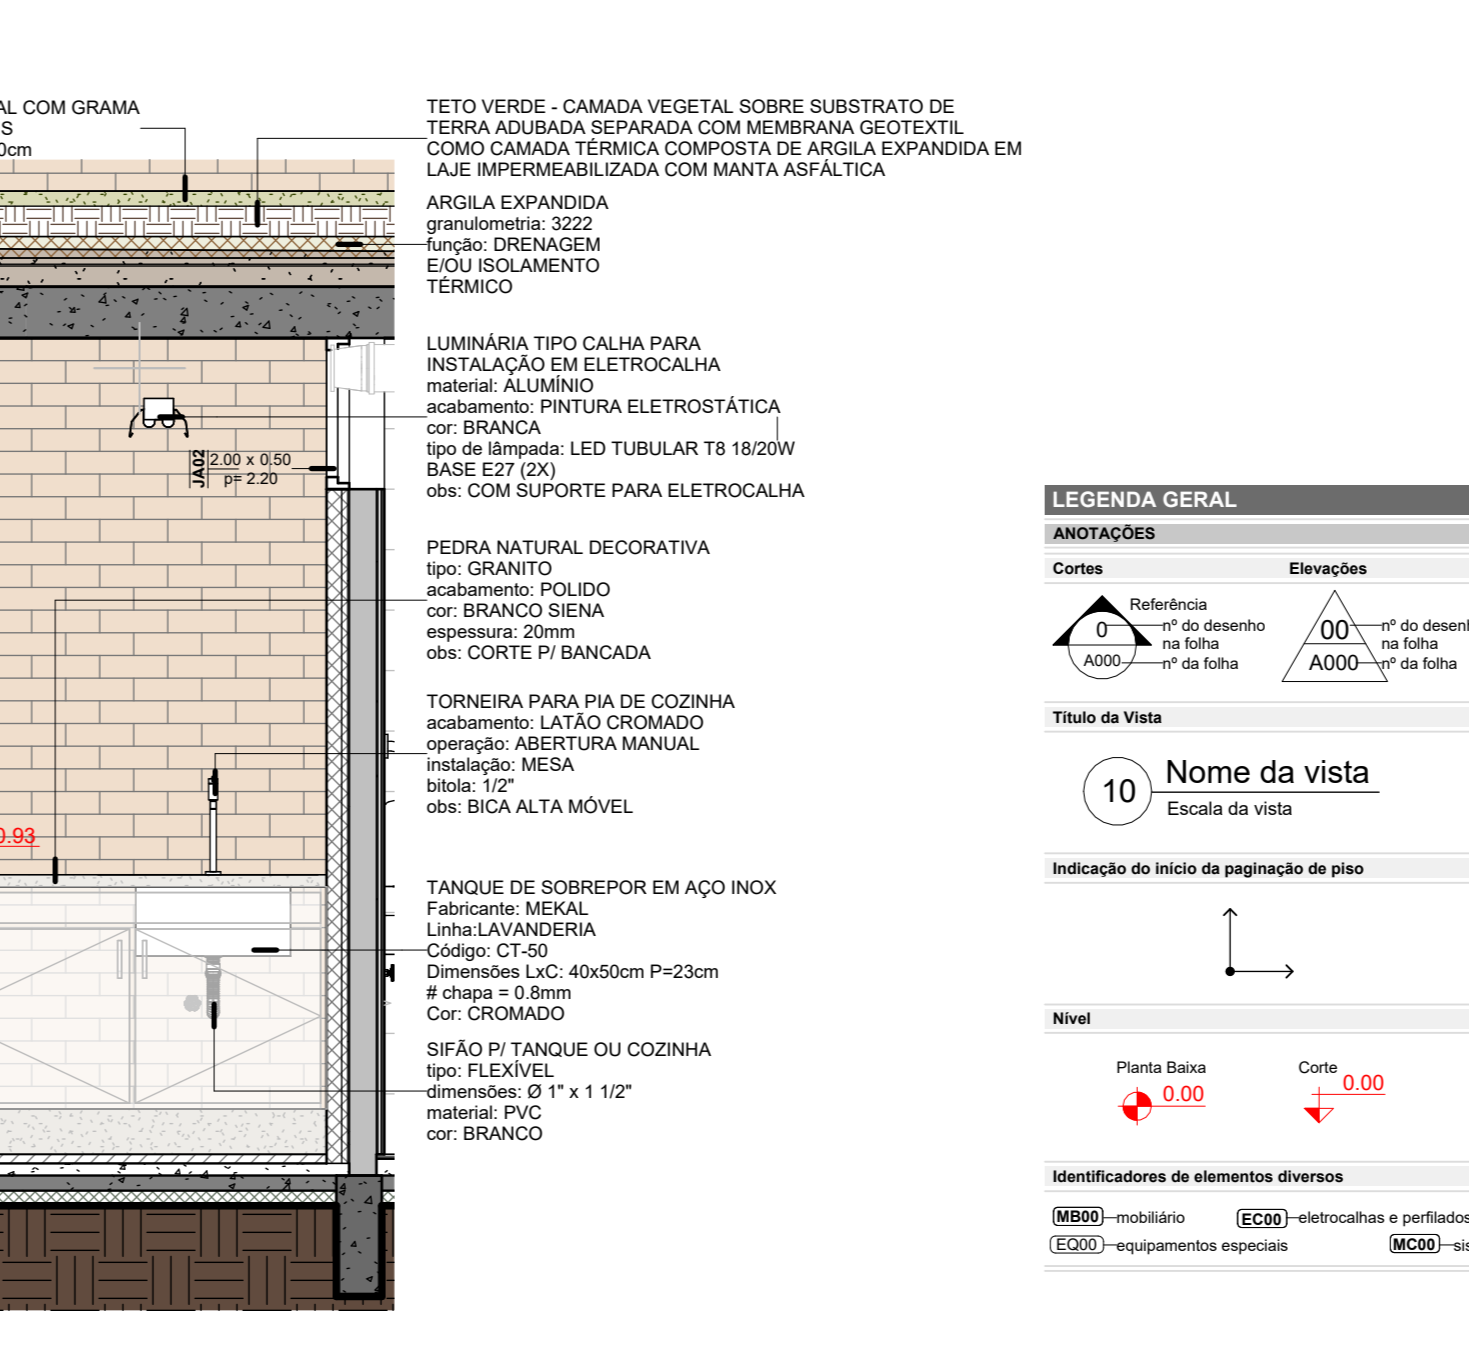 AL COM GRAMA
S
0cm
TETO VERDE - CAMADA VEGETAL SOBRE SUBSTRATO DE
TERRA ADUBADA SEPARADA COM MEMBRANA GEOTEXTIL
COMO CAMADA TÉRMICA COMPOSTA DE ARGILA EXPANDIDA EM
LAJE IMPERMEABILIZADA COM MANTA ASFÁLTICA
ARGILA EXPANDIDA
granulometria: 3222
função: DRENAGEM
E/OU ISOLAMENTO
TÉRMICO
LUMINÁRIA TIPO CALHA PARA
INSTALAÇÃO EM ELETROCALHA
material: ALUMÍNIO
acabamento: PINTURA ELETROSTÁTICA
cor: BRANCA
tipo de lâmpada: LED TUBULAR T8 18/20W
BASE E27 (2X)
obs: COM SUPORTE PARA ELETROCALHA
JA02
2.00 x 0.50
p= 2.20
PEDRA NATURAL DECORATIVA
tipo: GRANITO
acabamento: POLIDO
cor: BRANCO SIENA
espessura: 20mm
obs: CORTE P/ BANCADA
TORNEIRA PARA PIA DE COZINHA
acabamento: LATÃO CROMADO
operação: ABERTURA MANUAL
instalação: MESA
bitola: 1/2"
obs: BICA ALTA MÓVEL
0.93
TANQUE DE SOBREPOR EM AÇO INOX
Fabricante: MEKAL
Linha:LAVANDERIA
Código: CT-50
Dimensões LxC: 40x50cm P=23cm
# chapa = 0.8mm
Cor: CROMADO
SIFÃO P/ TANQUE OU COZINHA
tipo: FLEXÍVEL
dimensões: Ø 1" x 1 1/2"
material: PVC
cor: BRANCO
LEGENDA GERAL
ANOTAÇÕES
Cortes Elevações
Referência
0 nº do desenho
na folha
A000 nº da folha
00 nº do desenh
na folha
A000 nº da folha
Título da Vista
10 Nome da vista
Escala da vista
Indicação do início da paginação de piso
Nível
Planta Baixa Corte
0.00 0.00
Identificadores de elementos diversos
MB00 mobiliário EC00 eletrocalhas e perfilados
EQ00 equipamentos especiais MC00 sis